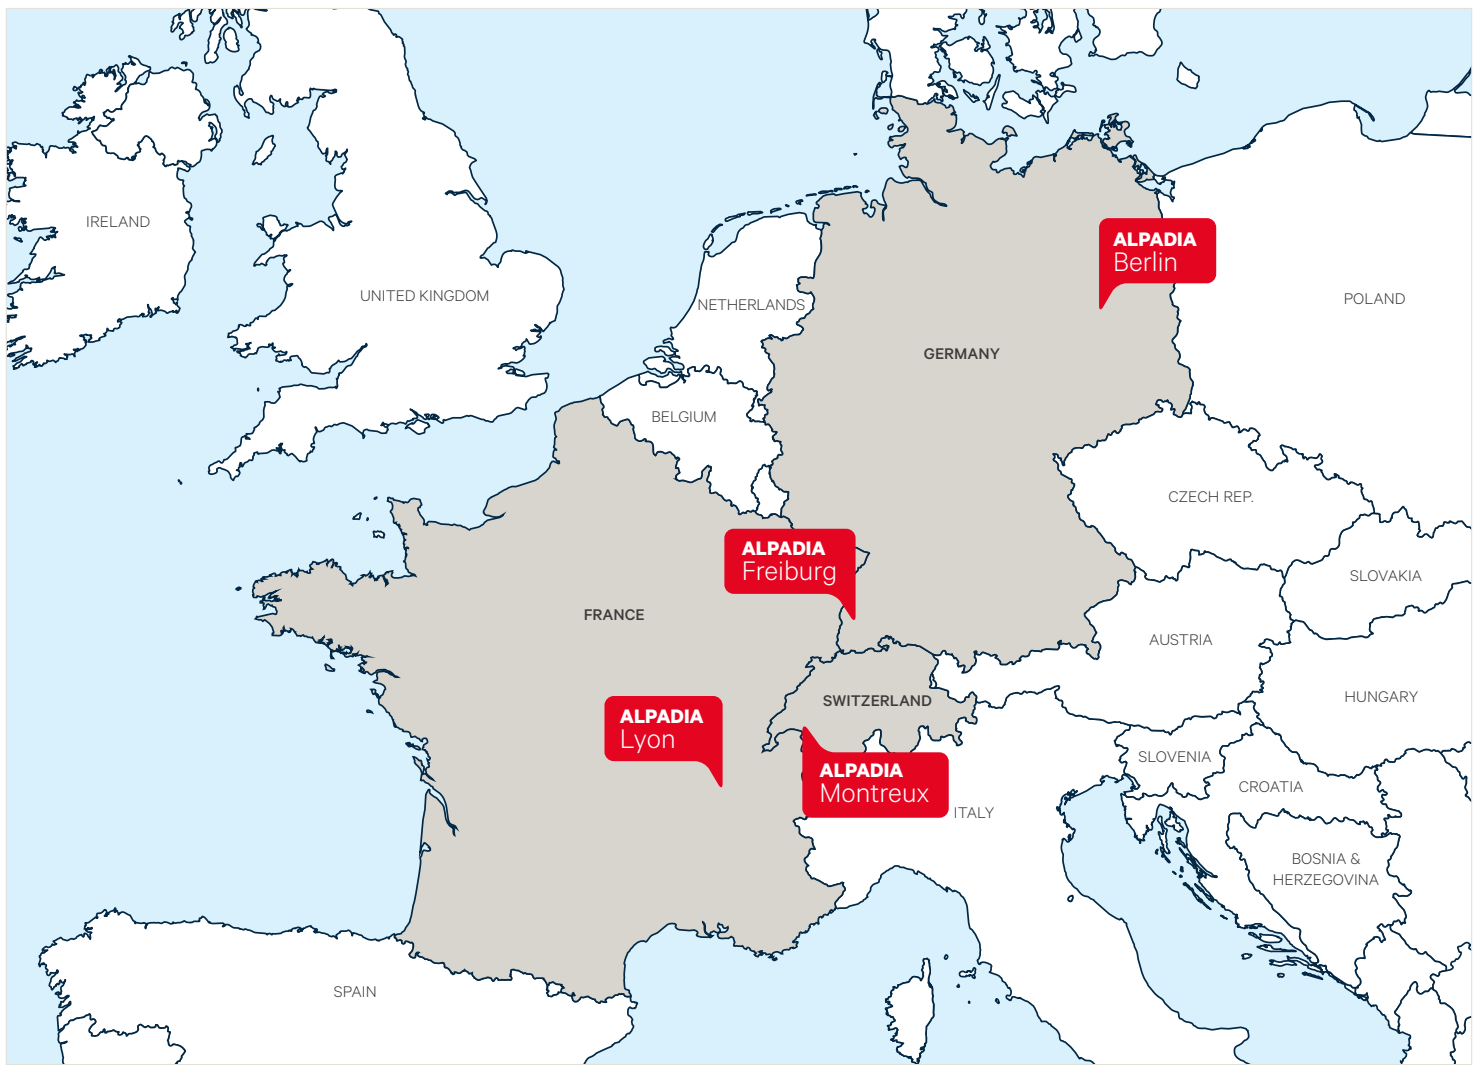 IRELAND
UNITED KINGDOM
NETHERLANDS
BELGIUM
GERMANY
ALPADIA
Berlin
POLAND
CZECH REP.
SLOVAKIA
ALPADIA
Freiburg
FRANCE
AUSTRIA
HUNGARY
SWITZERLAND
ALPADIA
Lyon
ALPADIA
Montreux
ITALY
SLOVENIA
CROATIA
BOSNIA &
HERZEGOVINA
SPAIN